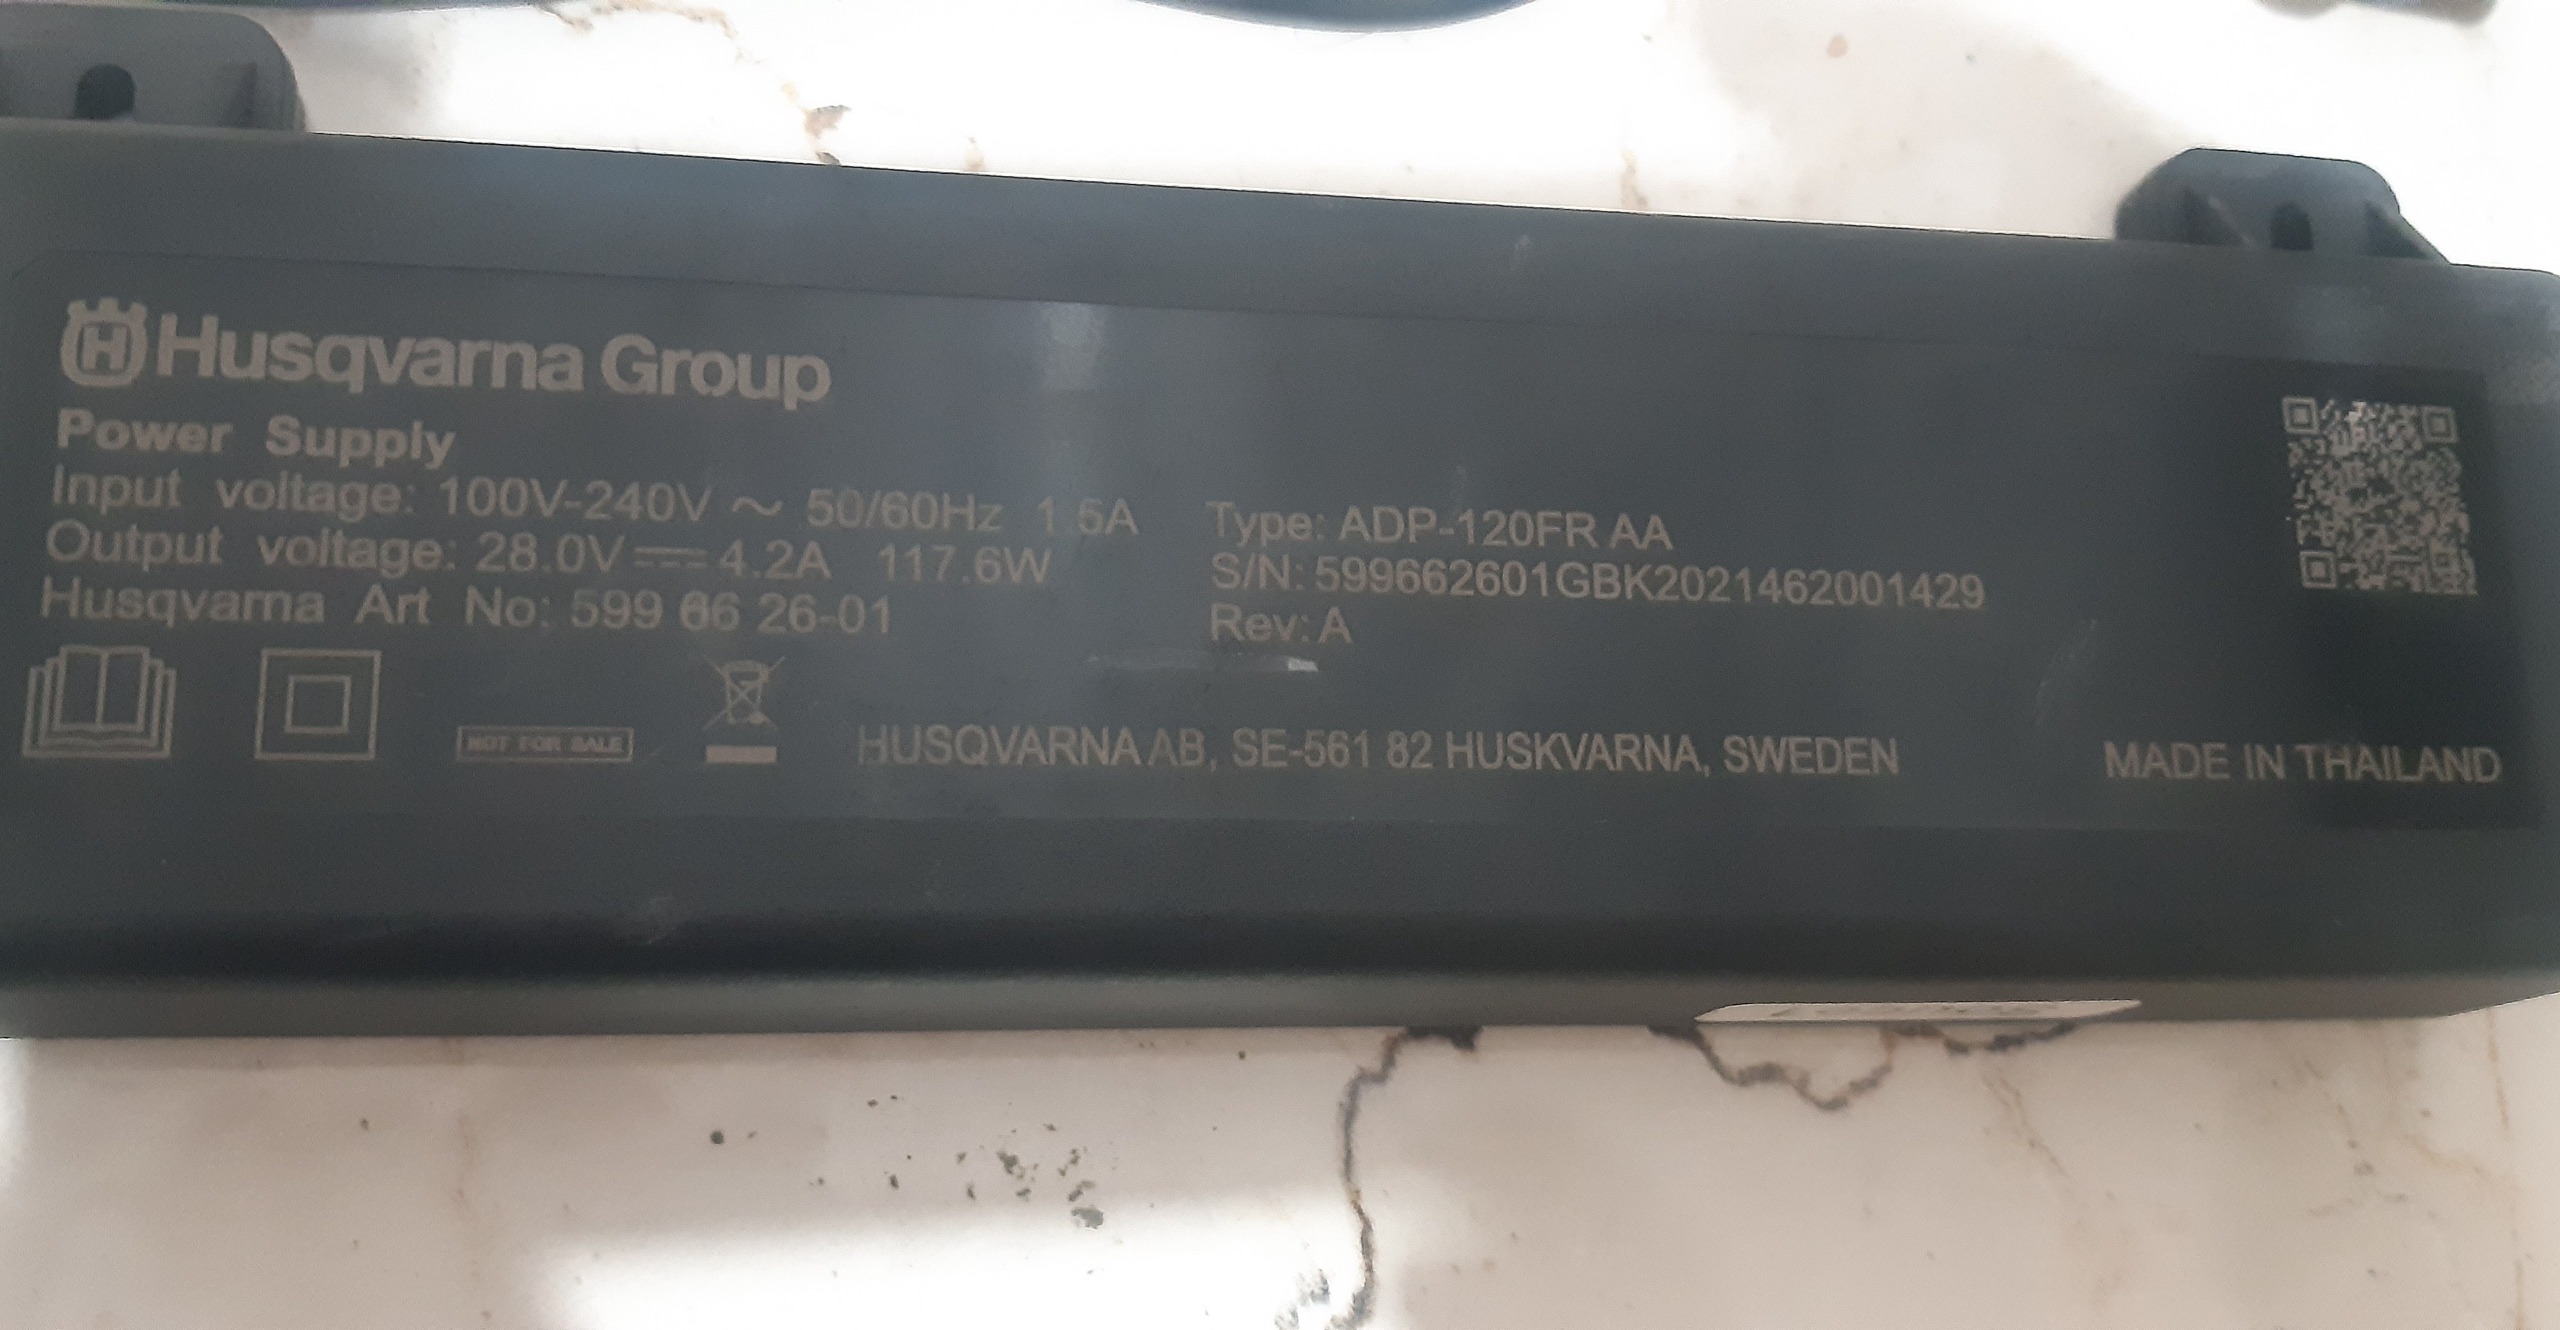 Husqvarna Group
Power Supply
Input voltage: 100V-240V ~ 50/60Hz 1.5A
Output voltage: 28.0V⎓4.2A 117.6W
Husqvarna Art No: 599 66 26-01
Type: ADP-120FR AA
S/N: 599662601GBK2021462001429
Rev: A
NOT FOR SALE
HUSQVARNA AB, SE-561 82 HUSKVARNA, SWEDEN
MADE IN THAILAND